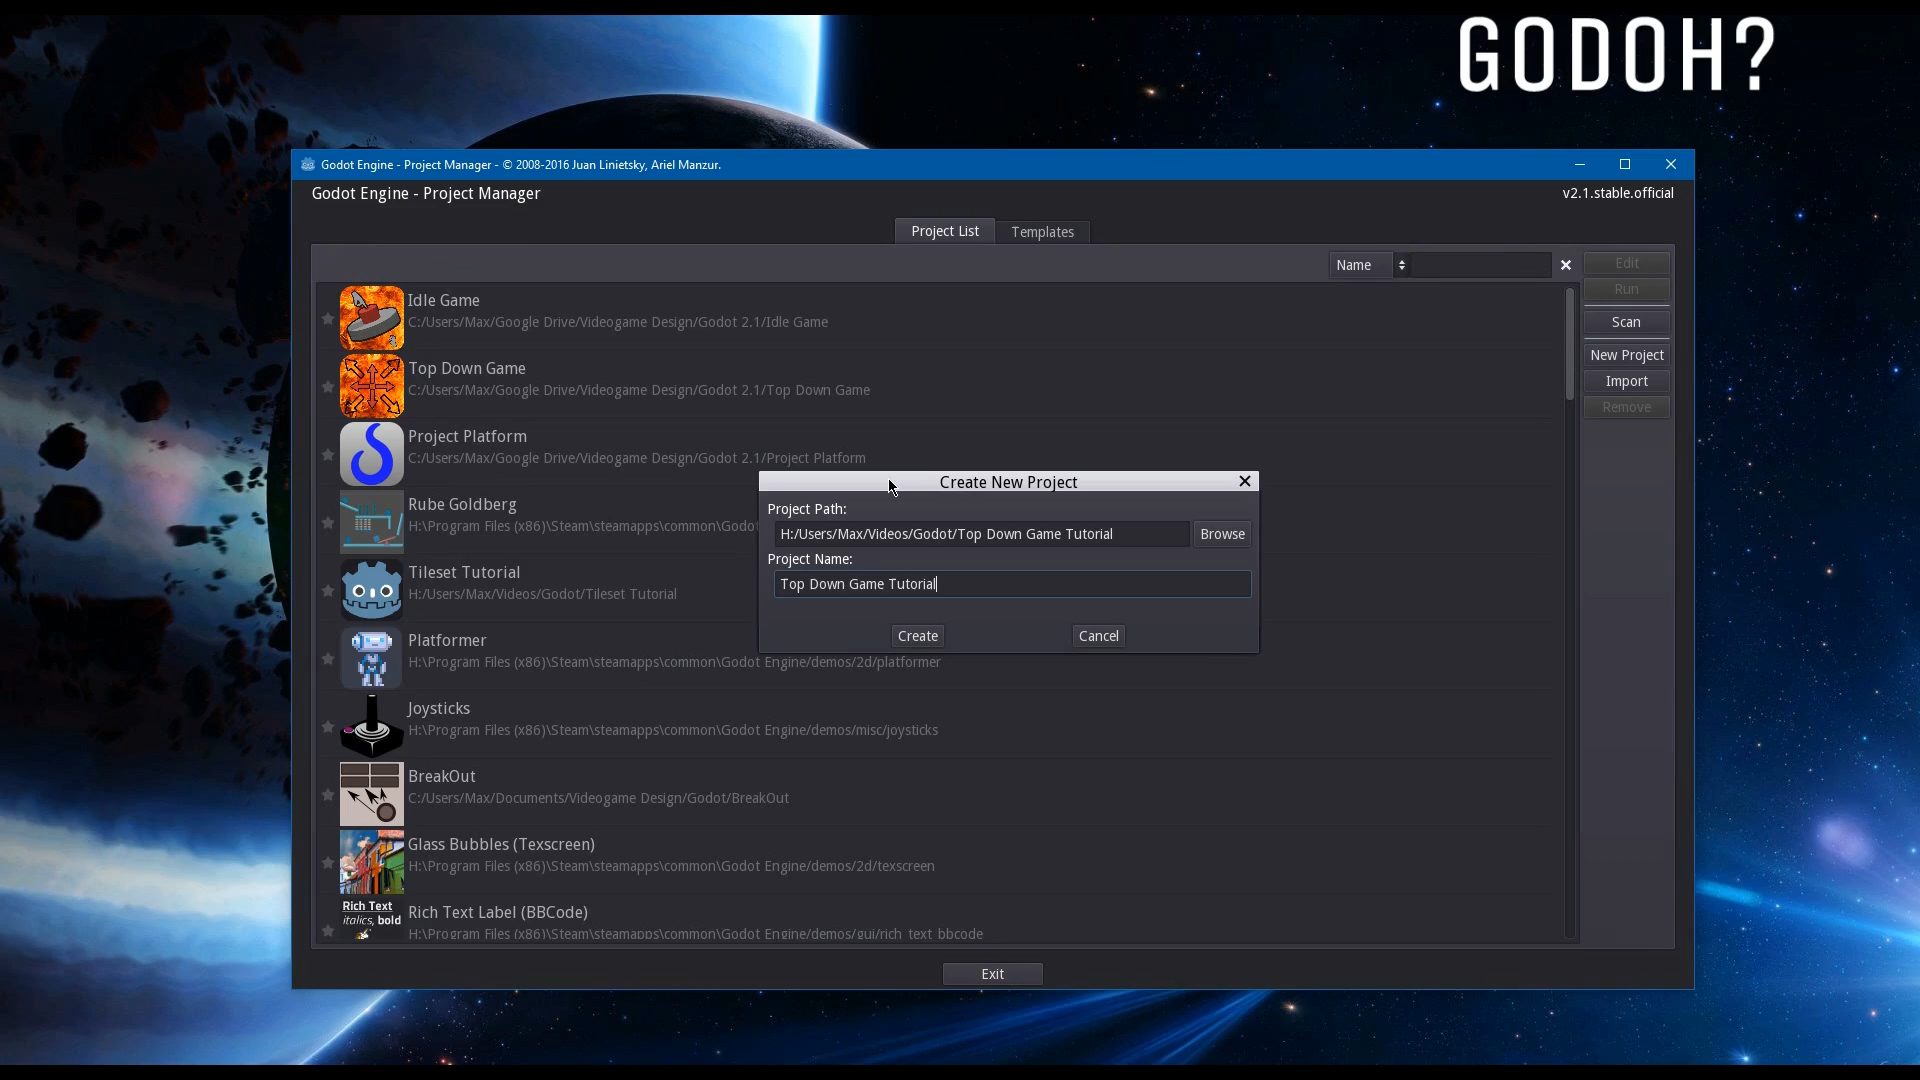 GODOH?
Godot Engine - Project Manager - © 2008-2016 Juan Linietsky, Ariel Manzur.
Godot Engine - Project Manager
v2.1.stable.official
Project List
Templates
Name
Edit
Run
Scan
New Project
Import
Remove
Idle Game
C:/Users/Max/Google Drive/Videogame Design/Godot 2.1/Idle Game
Top Down Game
C:/Users/Max/Google Drive/Videogame Design/Godot 2.1/Top Down Game
Project Platform
C:/Users/Max/Google Drive/Videogame Design/Godot 2.1/Project Platform
Rube Goldberg
H:\Program Files (x86)\Steam\steamapps\common\Godot
Tileset Tutorial
H:/Users/Max/Videos/Godot/Tileset Tutorial
Platformer
H:\Program Files (x86)\Steam\steamapps\common\Godot Engine/demos/2d/platformer
Joysticks
H:\Program Files (x86)\Steam\steamapps\common\Godot Engine/demos/misc/joysticks
BreakOut
C:/Users/Max/Documents/Videogame Design/Godot/BreakOut
Glass Bubbles (Texscreen)
H:\Program Files (x86)\Steam\steamapps\common\Godot Engine/demos/2d/texscreen
Rich Text
italics, bold
Rich Text Label (BBCode)
H:\Program Files (x86)\Steam\steamapps\common\Godot Engine/demos/gui/rich_text_bbcode
Create New Project
Project Path:
H:/Users/Max/Videos/Godot/Top Down Game Tutorial
Browse
Project Name:
Top Down Game Tutorial
Create
Cancel
Exit